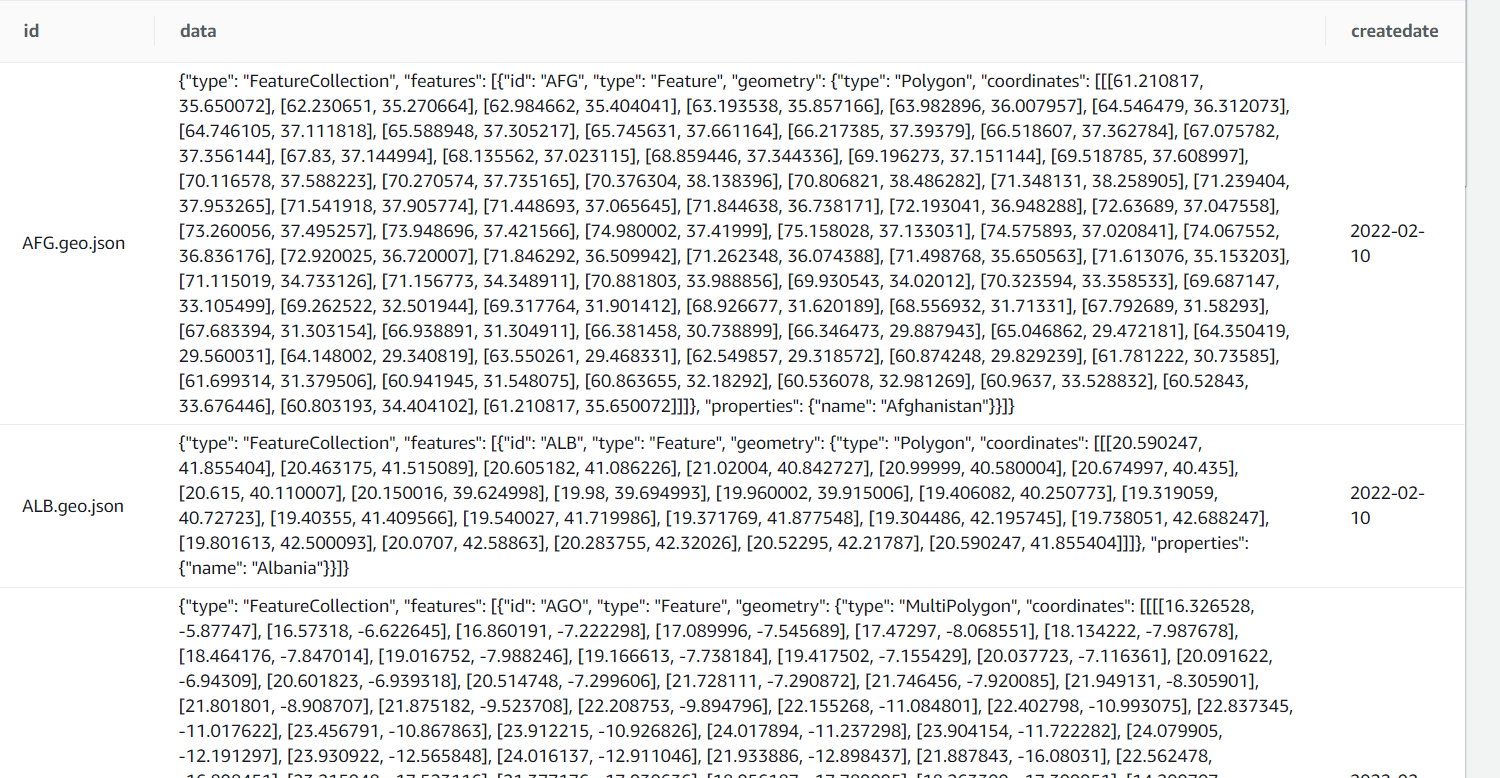 id data createdate
{"type": "FeatureCollection", "features": [{"id": "AFG", "type": "Feature", "geometry": {"type": "Polygon", "coordinates": [[[61.210817,
35.650072], [62.230651, 35.270664], [62.984662, 35.404041], [63.193538, 35.857166], [63.982896, 36.007957], [64.546479, 36.312073],
[64.746105, 37.111818], [65.588948, 37.305217], [65.745631, 37.661164], [66.217385, 37.39379], [66.518607, 37.362784], [67.075782,
37.356144], [67.83, 37.144994], [68.135562, 37.023115], [68.859446, 37.344336], [69.196273, 37.151144], [69.518785, 37.608997],
[70.116578, 37.588223], [70.270574, 37.735165], [70.376304, 38.138396], [70.806821, 38.486282], [71.348131, 38.258905], [71.239404,
37.953265], [71.541918, 37.905774], [71.448693, 37.065645], [71.844638, 36.738171], [72.193041, 36.948288], [72.63689, 37.047558],
[73.260056, 37.495257], [73.948696, 37.421566], [74.980002, 37.41999], [75.158028, 37.133031], [74.575893, 37.020841], [74.067552,
36.836176], [72.920025, 36.720007], [71.846292, 36.509942], [71.262348, 36.074388], [71.498768, 35.650563], [71.613076, 35.153203],
[71.115019, 34.733126], [71.156773, 34.348911], [70.881803, 33.988856], [69.930543, 34.02012], [70.323594, 33.358533], [69.687147,
33.105499], [69.262522, 32.501944], [69.317764, 31.901412], [68.926677, 31.620189], [68.556932, 31.71331], [67.792689, 31.58293],
[67.683394, 31.303154], [66.938891, 31.304911], [66.381458, 30.738899], [66.346473, 29.887943], [65.046862, 29.472181], [64.350419,
29.560031], [64.148002, 29.340819], [63.550261, 29.468331], [62.549857, 29.318572], [60.874248, 29.829239], [61.781222, 30.73585],
[61.699314, 31.379506], [60.941945, 31.548075], [60.863655, 32.18292], [60.536078, 32.981269], [60.9637, 33.528832], [60.52843,
33.676446], [60.803193, 34.404102], [61.210817, 35.650072]]]}, "properties": {"name": "Afghanistan"}}]}
AFG.geo.json
2022-02-
10
{"type": "FeatureCollection", "features": [{"id": "ALB", "type": "Feature", "geometry": {"type": "Polygon", "coordinates": [[[20.590247,
41.855404], [20.463175, 41.515089], [20.605182, 41.086226], [21.02004, 40.842727], [20.99999, 40.580004], [20.674997, 40.435],
[20.615, 40.110007], [20.150016, 39.624998], [19.98, 39.694993], [19.960002, 39.915006], [19.406082, 40.250773], [19.319059,
40.72723], [19.40355, 41.409566], [19.540027, 41.719986], [19.371769, 41.877548], [19.304486, 42.195745], [19.738051, 42.688247],
[19.801613, 42.500093], [20.0707, 42.58863], [20.283755, 42.32026], [20.52295, 42.21787], [20.590247, 41.855404]]]}, "properties":
{"name": "Albania"}}]}
ALB.geo.json
2022-02-
10
{"type": "FeatureCollection", "features": [{"id": "AGO", "type": "Feature", "geometry": {"type": "MultiPolygon", "coordinates": [[[[16.326528,
-5.87747], [16.57318, -6.622645], [16.860191, -7.222298], [17.089996, -7.545689], [17.47297, -8.068551], [18.134222, -7.987678],
[18.464176, -7.847014], [19.016752, -7.988246], [19.166613, -7.738184], [19.417502, -7.155429], [20.037723, -7.116361], [20.091622,
-6.94309], [20.601823, -6.939318], [20.514748, -7.299606], [21.728111, -7.290872], [21.746456, -7.920085], [21.949131, -8.305901],
[21.801801, -8.908707], [21.875182, -9.523708], [22.208753, -9.894796], [22.155268, -11.084801], [22.402798, -10.993075], [22.837345,
-11.017622], [23.456791, -10.867863], [23.912215, -10.926826], [24.017894, -11.237298], [23.904154, -11.722282], [24.079905,
-12.191297], [23.930922, -12.565848], [24.016137, -12.911046], [21.933886, -12.898437], [21.887843, -16.08031], [22.562478,